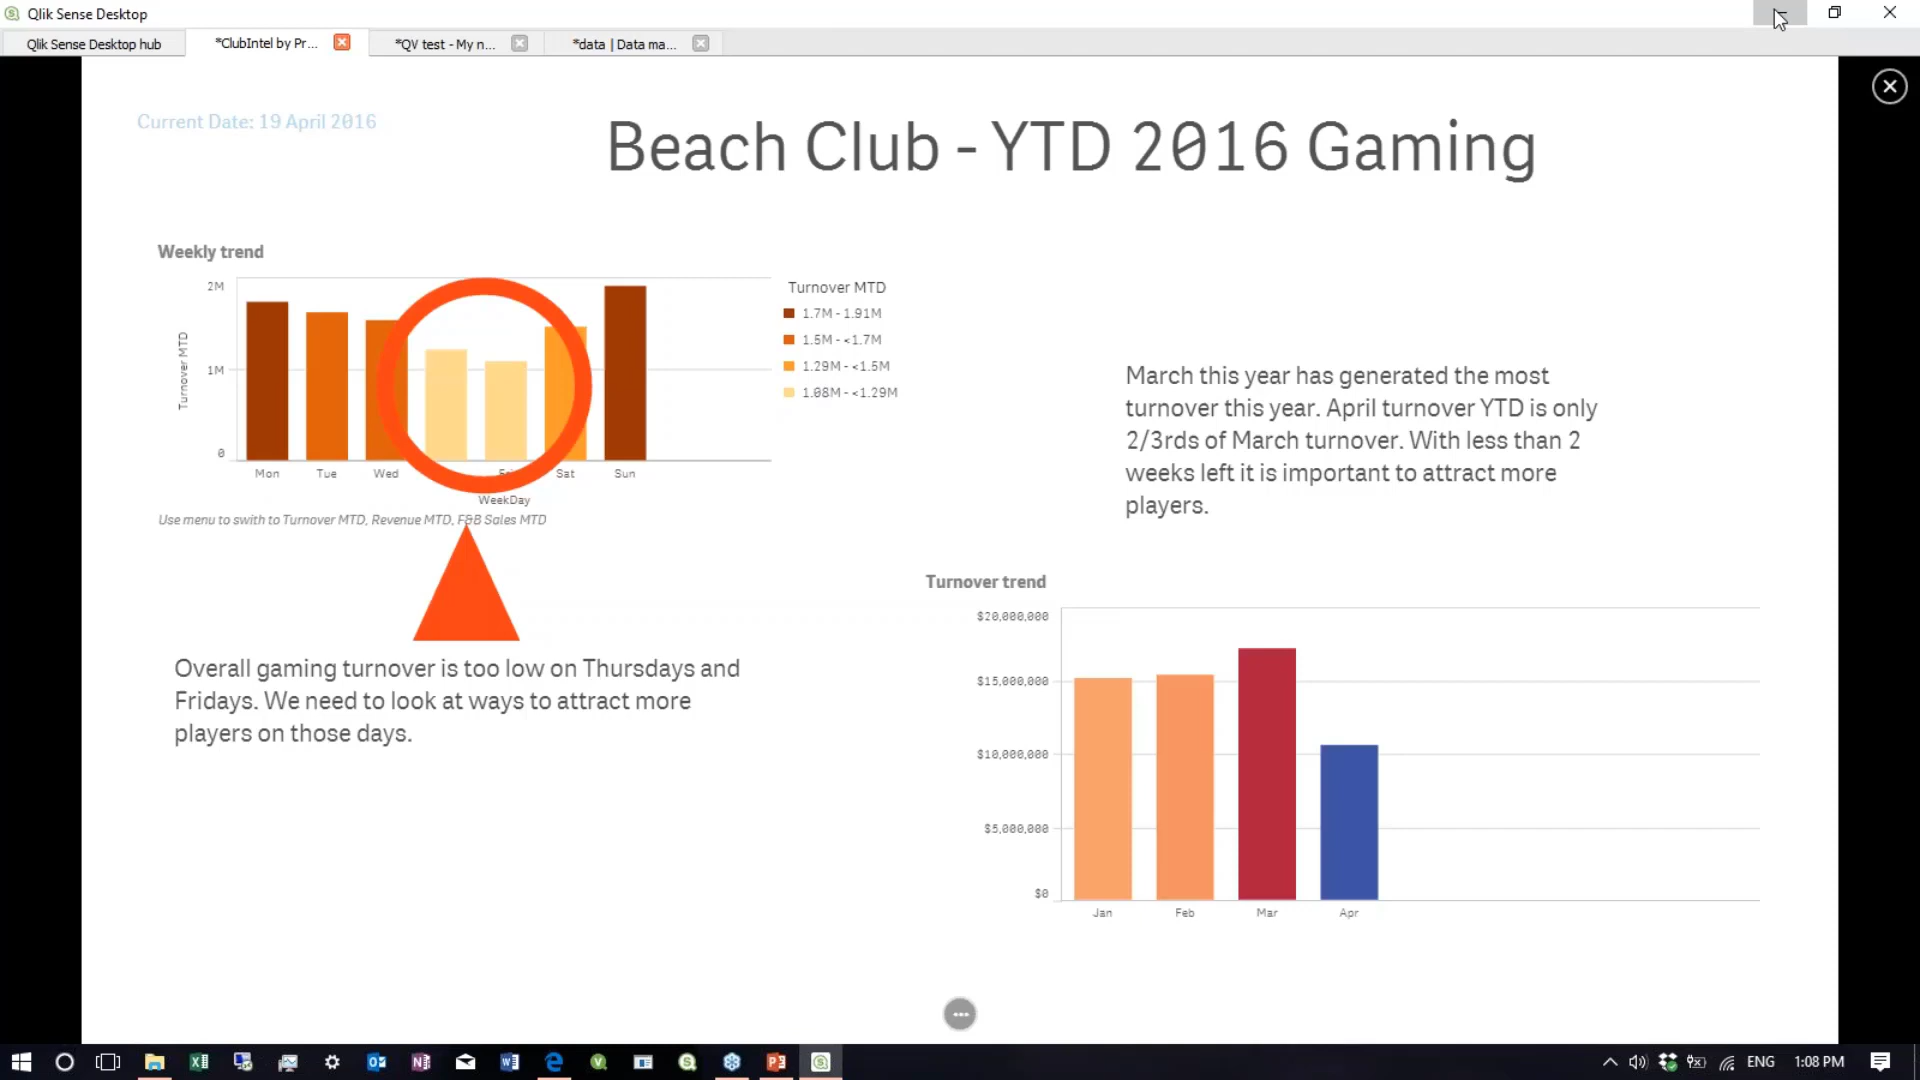 Qlik Sense Desktop
Qlik Sense Desktop hub
*ClubIntel by Pr...
*QV test - My n...
*data | Data ma...
Current Date: 19 April 2016
Beach Club - YTD 2016 Gaming
Weekly trend
2M
1M
0
Turnover MTD
Mon Tue Wed Sat Sun
WeekDay
Turnover MTD
1.7M - 1.91M
1.5M - <1.7M
1.29M - <1.5M
1.08M - <1.29M
Use menu to swith to Turnover MTD, Revenue MTD, F&B Sales MTD
Overall gaming turnover is too low on Thursdays and
Fridays. We need to look at ways to attract more
players on those days.
March this year has generated the most
turnover this year. April turnover YTD is only
2/3rds of March turnover. With less than 2
weeks left it is important to attract more
players.
Turnover trend
$20,000,000
$15,000,000
$10,000,000
$5,000,000
$0
Jan Feb Mar Apr
ENG 1:08 PM